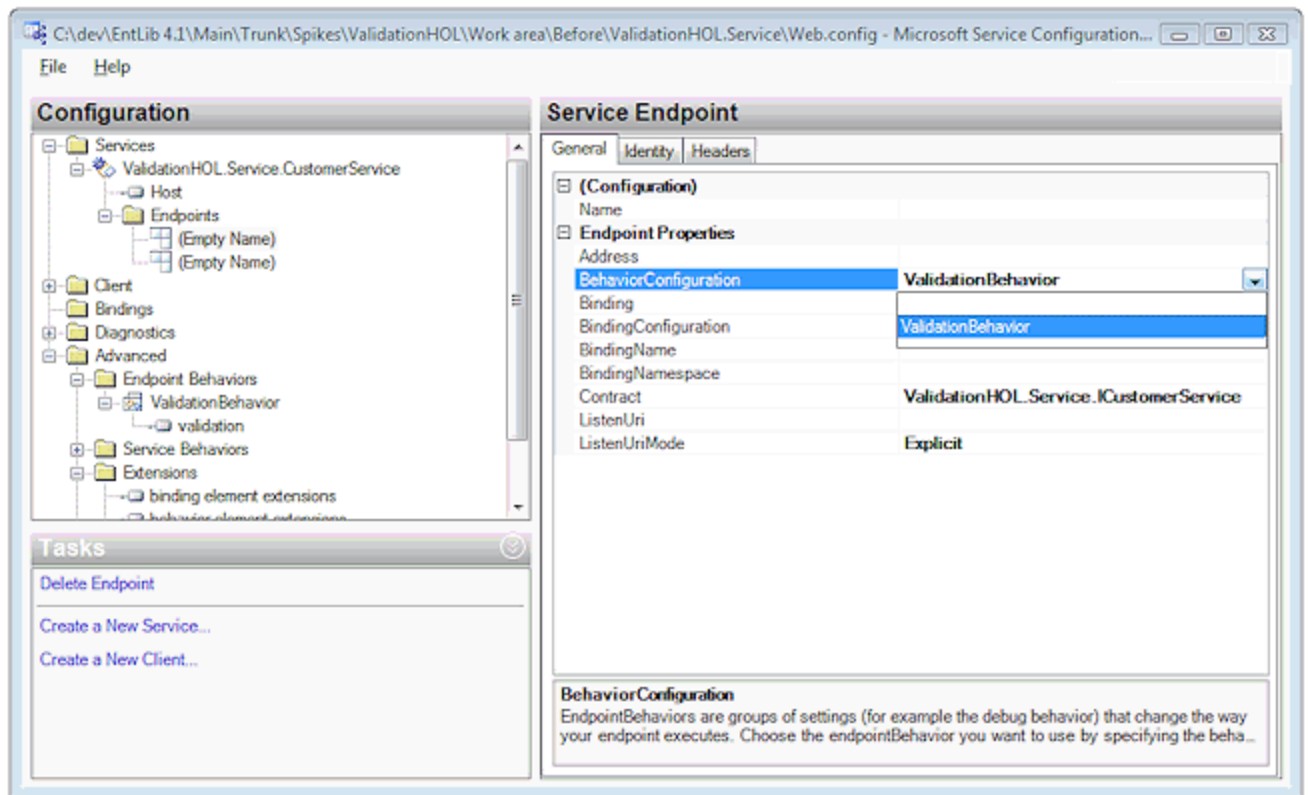 C:\dev\EntLib 4.1\Main\Trunk\Spikes\ValidationHOL\Work area\Before\ValidationHOL.Service\Web.config - Microsoft Service Configuration...
File Help
Configuration
Services
ValidationHOL.Service.CustomerService
Host
Endpoints
(Empty Name)
(Empty Name)
Client
Bindings
Diagnostics
Advanced
Endpoint Behaviors
ValidationBehavior
validation
Service Behaviors
Extensions
binding element extensions
behavior element extensions
Tasks
Delete Endpoint
Create a New Service...
Create a New Client...
Service Endpoint
General Identity Headers
(Configuration)
Name
Endpoint Properties
Address
BehaviorConfiguration ValidationBehavior
Binding
BindingConfiguration ValidationBehavior
BindingName
BindingNamespace
Contract ValidationHOL.Service.ICustomerService
ListenUri
ListenUriMode Explicit
BehaviorConfiguration
EndpointBehaviors are groups of settings (for example the debug behavior) that change the way
your endpoint executes. Choose the endpointBehavior you want to use by specifying the beha...